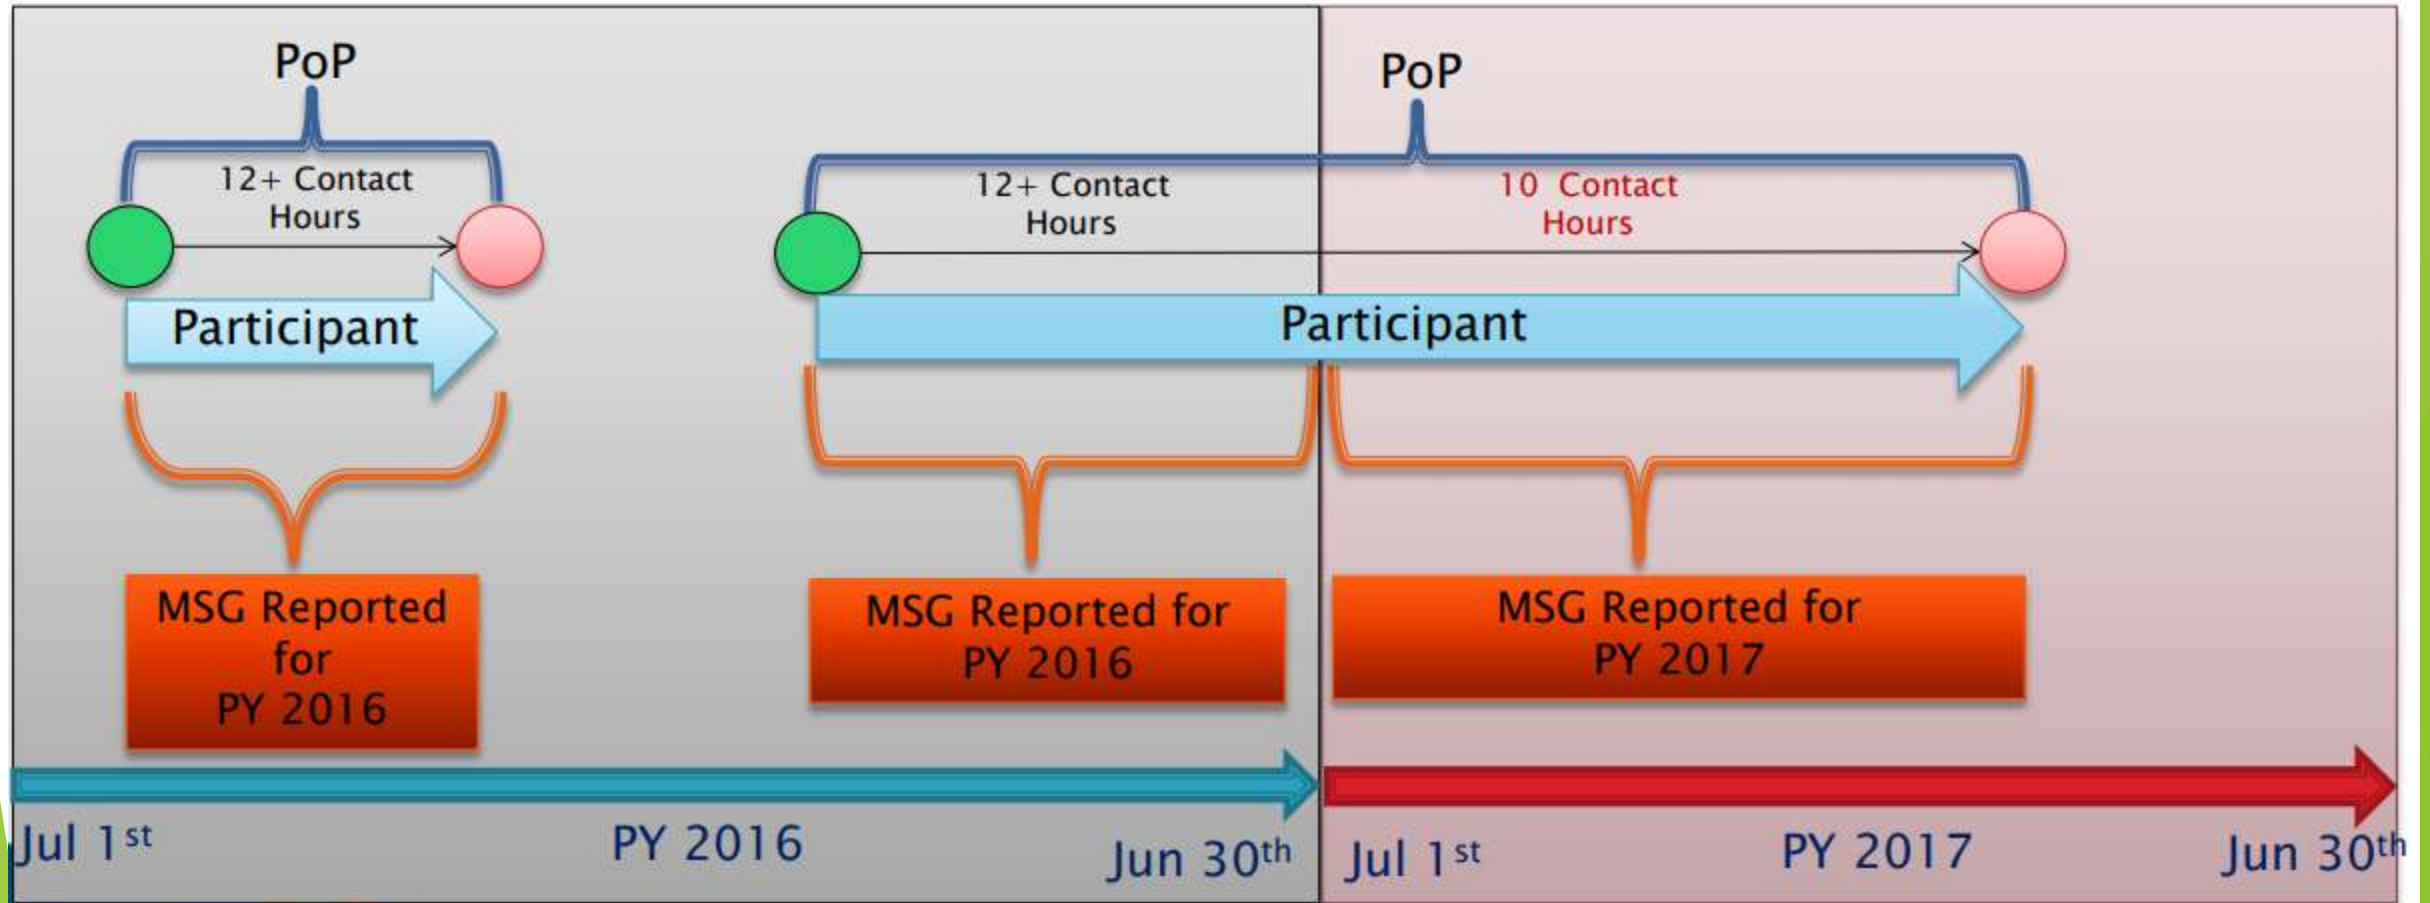 PoP
12+ Contact
Hours
Participant
MSG Reported
for
PY 2016
PoP
12+ Contact
Hours
10 Contact
Hours
Participant
MSG Reported for
PY 2016
MSG Reported for
PY 2017
Jul 1st
PY 2016
Jun 30th
Jul 1st
PY 2017
Jun 30th